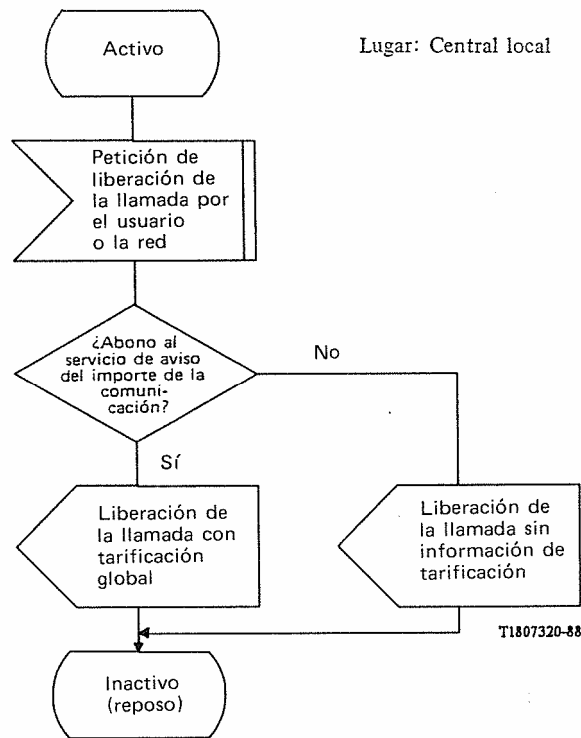 Activo
Lugar: Central local
Petición de
liberación de
la llamada por
el usuario
o la red
¿Abono al
servicio de aviso
del importe de la
comuni-
cación?
No
Sí
Liberación de
la llamada con
tarificación
global
Liberación de
la llamada sin
información de
tarificación
T1807320-88
Inactivo
(reposo)